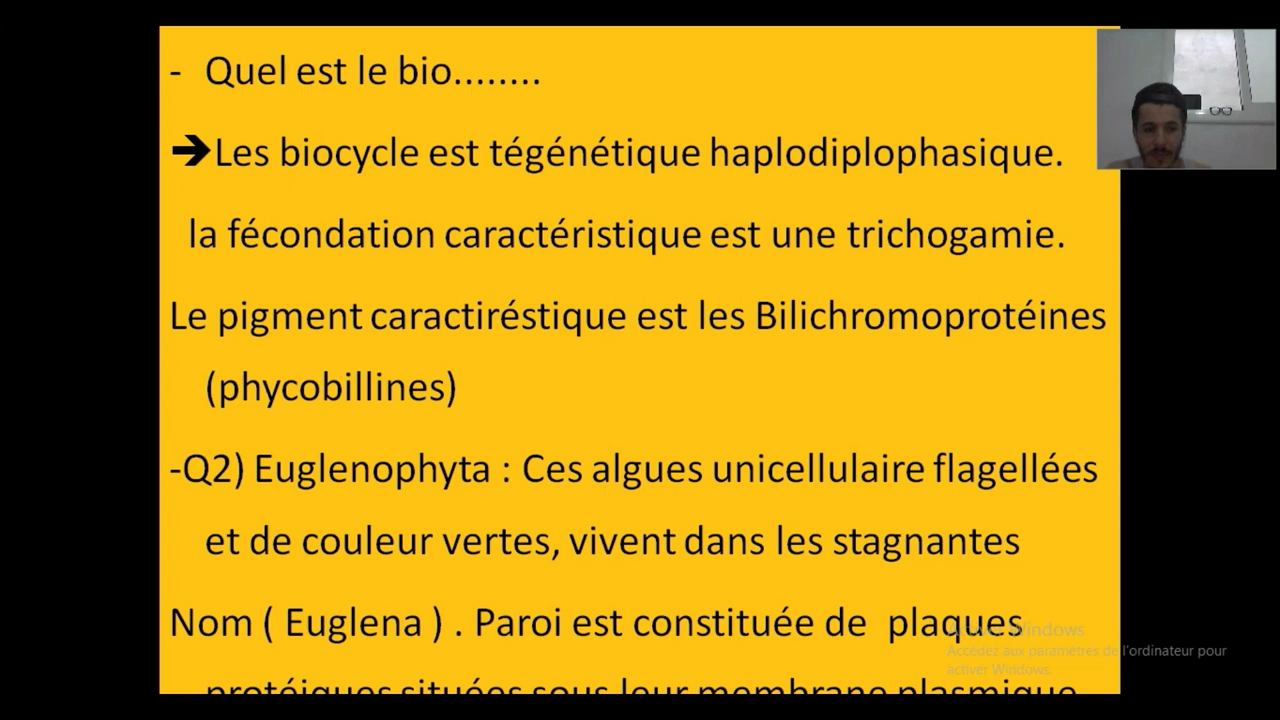 - Quel est le bio........
➔Les biocycle est tégénétique haplodiplophasique.
la fécondation caractéristique est une trichogamie.
Le pigment caractiréstique est les Bilichromoprotéines
(phycobillines)
-Q2) Euglenophyta : Ces algues unicellulaire flagellées
et de couleur vertes, vivent dans les stagnantes
Nom ( Euglena ) . Paroi est constituée de plaques
protéiques situées sous leur membrane plasmique
Activer Windows
Accédez aux paramètres de l'ordinateur pour
activer Windows.